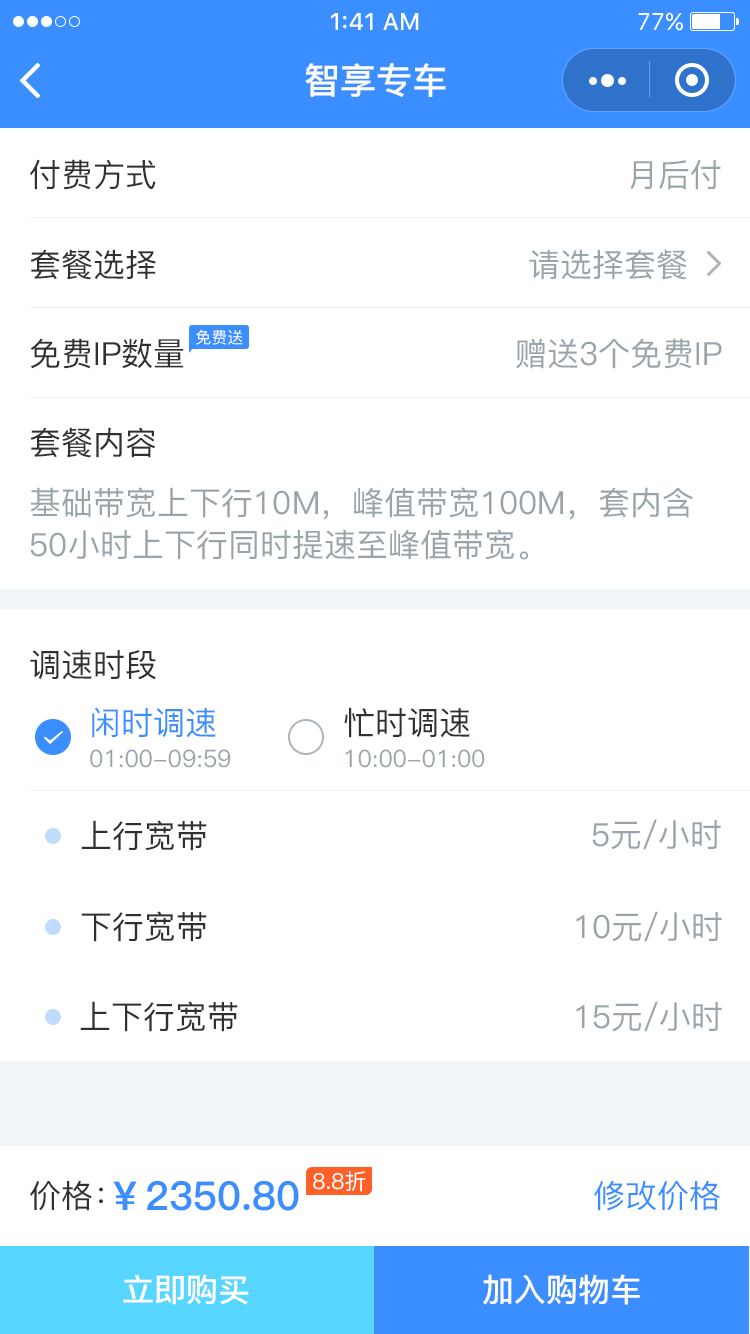 1:41 AM
77%
智享专车
付费方式
月后付
套餐选择
请选择套餐
免费IP数量
免费送
赠送3个免费IP
套餐内容
基础带宽上下行10M，峰值带宽100M，套内含
50小时上下行同时提速至峰值带宽。
调速时段
闲时调速
01:00–09:59
忙时调速
10:00–01:00
上行宽带
5元/小时
下行宽带
10元/小时
上下行宽带
15元/小时
价格：¥ 2350.80
8.8折
修改价格
立即购买
加入购物车